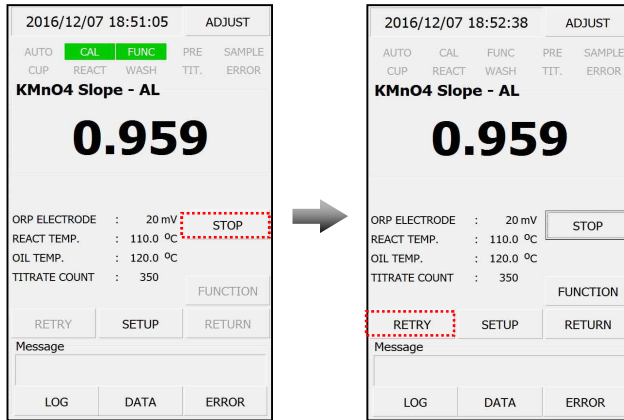 2016/12/07 18:51:05 ADJUST
AUTO CAL FUNC PRE SAMPLE
CUP REACT WASH TIT. ERROR
KMnO4 Slope - AL
0.959
ORP ELECTRODE : 20 mV
STOP
REACT TEMP. : 110.0 ºC
OIL TEMP. : 120.0 ºC
TITRATE COUNT : 350
FUNCTION
RETRY SETUP RETURN
Message
LOG DATA ERROR
2016/12/07 18:52:38 ADJUST
AUTO CAL FUNC PRE SAMPLE
CUP REACT WASH TIT. ERROR
KMnO4 Slope - AL
0.959
ORP ELECTRODE : 20 mV
STOP
REACT TEMP. : 110.0 ºC
OIL TEMP. : 120.0 ºC
TITRATE COUNT : 350
FUNCTION
RETRY SETUP RETURN
Message
LOG DATA ERROR